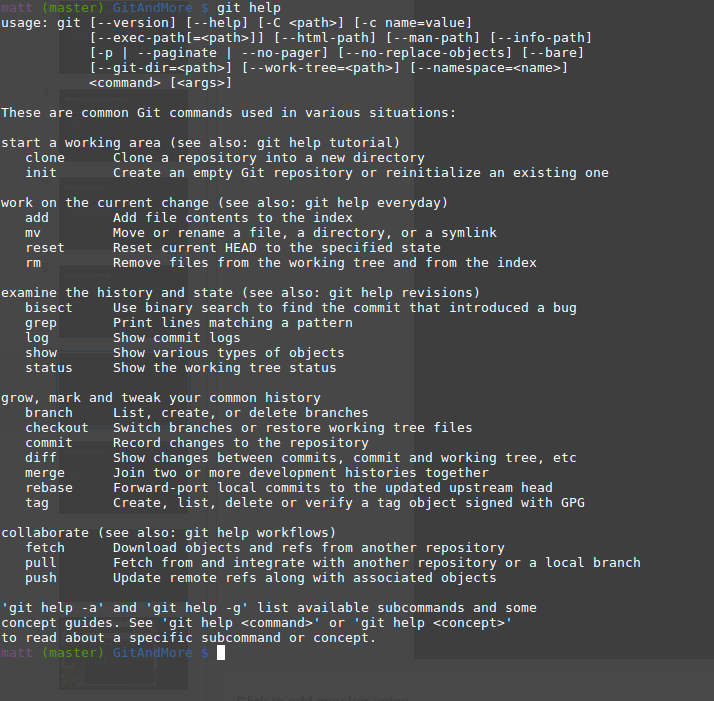 matt (master) GitAndMore $ git help
usage: git [--version] [--help] [-C <path>] [-c name=value]
           [--exec-path[=<path>]] [--html-path] [--man-path] [--info-path]
           [-p | --paginate | --no-pager] [--no-replace-objects] [--bare]
           [--git-dir=<path>] [--work-tree=<path>] [--namespace=<name>]
           <command> [<args>]

These are common Git commands used in various situations:

start a working area (see also: git help tutorial)
   clone      Clone a repository into a new directory
   init       Create an empty Git repository or reinitialize an existing one

work on the current change (see also: git help everyday)
   add        Add file contents to the index
   mv         Move or rename a file, a directory, or a symlink
   reset      Reset current HEAD to the specified state
   rm         Remove files from the working tree and from the index

examine the history and state (see also: git help revisions)
   bisect     Use binary search to find the commit that introduced a bug
   grep       Print lines matching a pattern
   log        Show commit logs
   show       Show various types of objects
   status     Show the working tree status

grow, mark and tweak your common history
   branch     List, create, or delete branches
   checkout   Switch branches or restore working tree files
   commit     Record changes to the repository
   diff       Show changes between commits, commit and working tree, etc
   merge      Join two or more development histories together
   rebase     Forward-port local commits to the updated upstream head
   tag        Create, list, delete or verify a tag object signed with GPG

collaborate (see also: git help workflows)
   fetch      Download objects and refs from another repository
   pull       Fetch from and integrate with another repository or a local branch
   push       Update remote refs along with associated objects

'git help -a' and 'git help -g' list available subcommands and some
concept guides. See 'git help <command>' or 'git help <concept>'
to read about a specific subcommand or concept.
matt (master) GitAndMore $
Click to add speaker notes